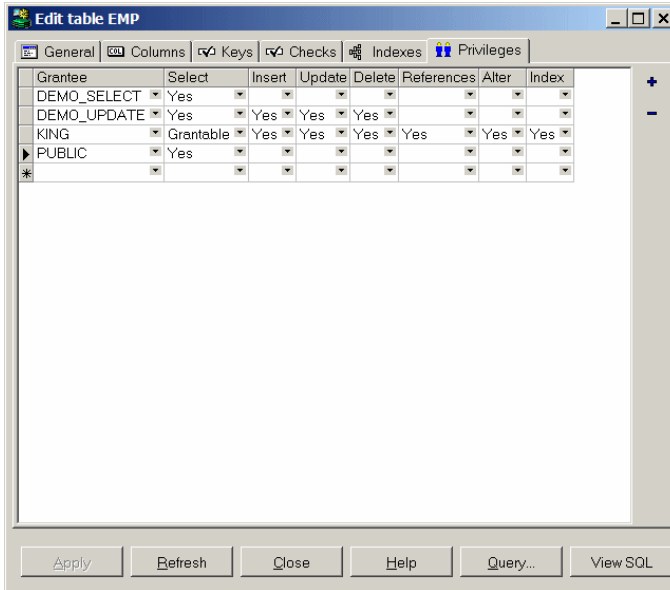 Edit table EMP
General Columns Keys Checks Indexes Privileges
Grantee Select Insert Update Delete References Alter Index
DEMO_SELECT Yes
DEMO_UPDATE Yes Yes Yes Yes
KING Grantable Yes Yes Yes Yes Yes Yes
PUBLIC Yes
Apply Refresh Close Help Query... View SQL